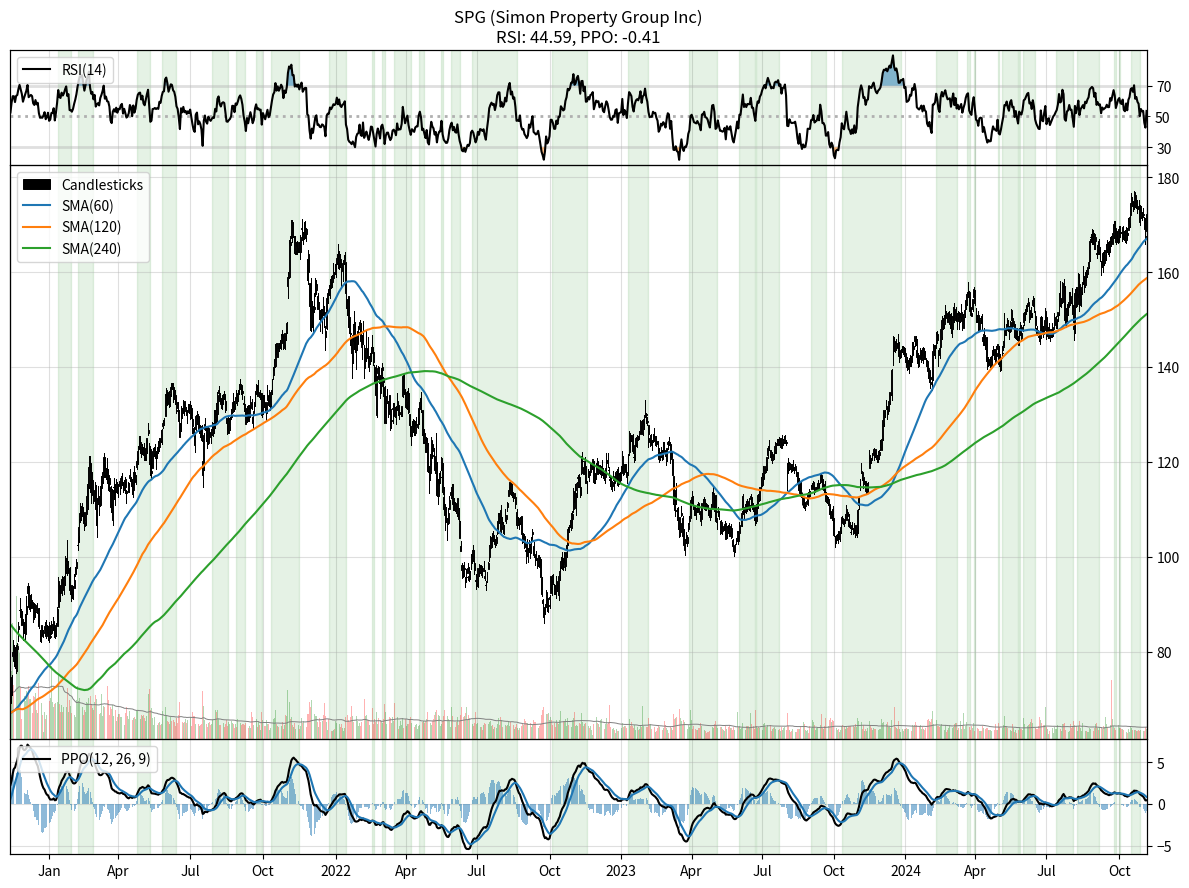 SPG (Simon Property Group Inc)
RSI: 44.59, PPO: -0.41
RSI(14)
70
50
30
Candlesticks
SMA(60)
SMA(120)
SMA(240)
180
160
140
120
100
80
PPO(12, 26, 9)
5
0
−5
Jan Apr Jul Oct 2022 Apr Jul Oct 2023 Apr Jul Oct 2024 Apr Jul Oct